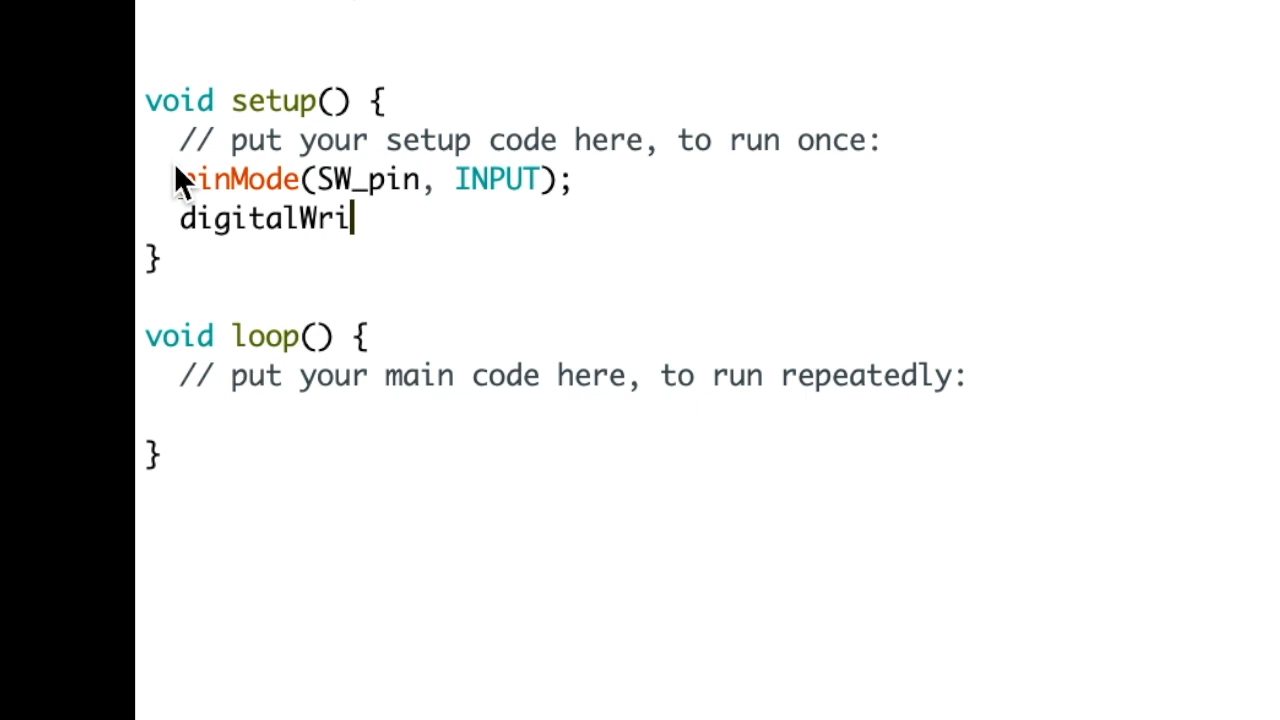 void setup() {
// put your setup code here, to run once:
pinMode(SW_pin, INPUT);
digitalWri
}
void loop() {
// put your main code here, to run repeatedly:
}